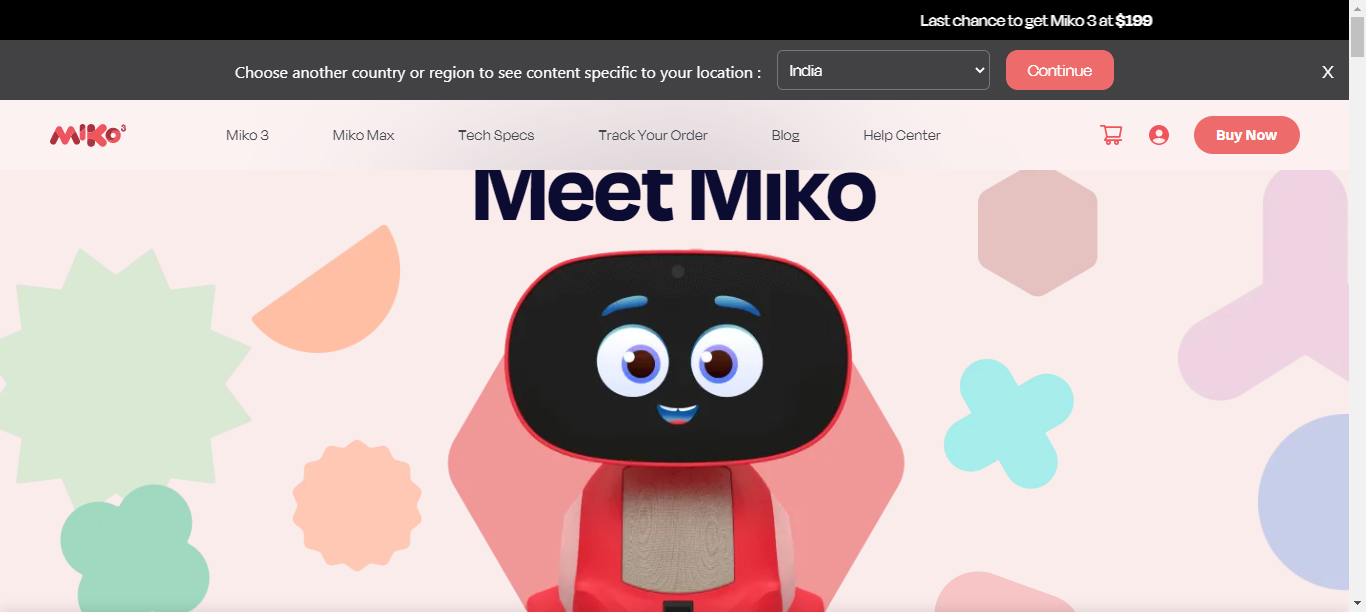 Last chance to get Miko 3 at $199
Choose another country or region to see content specific to your location :
India
Continue
X
MIKO3
Miko 3
Miko Max
Tech Specs
Track Your Order
Blog
Help Center
Buy Now
Meet Miko